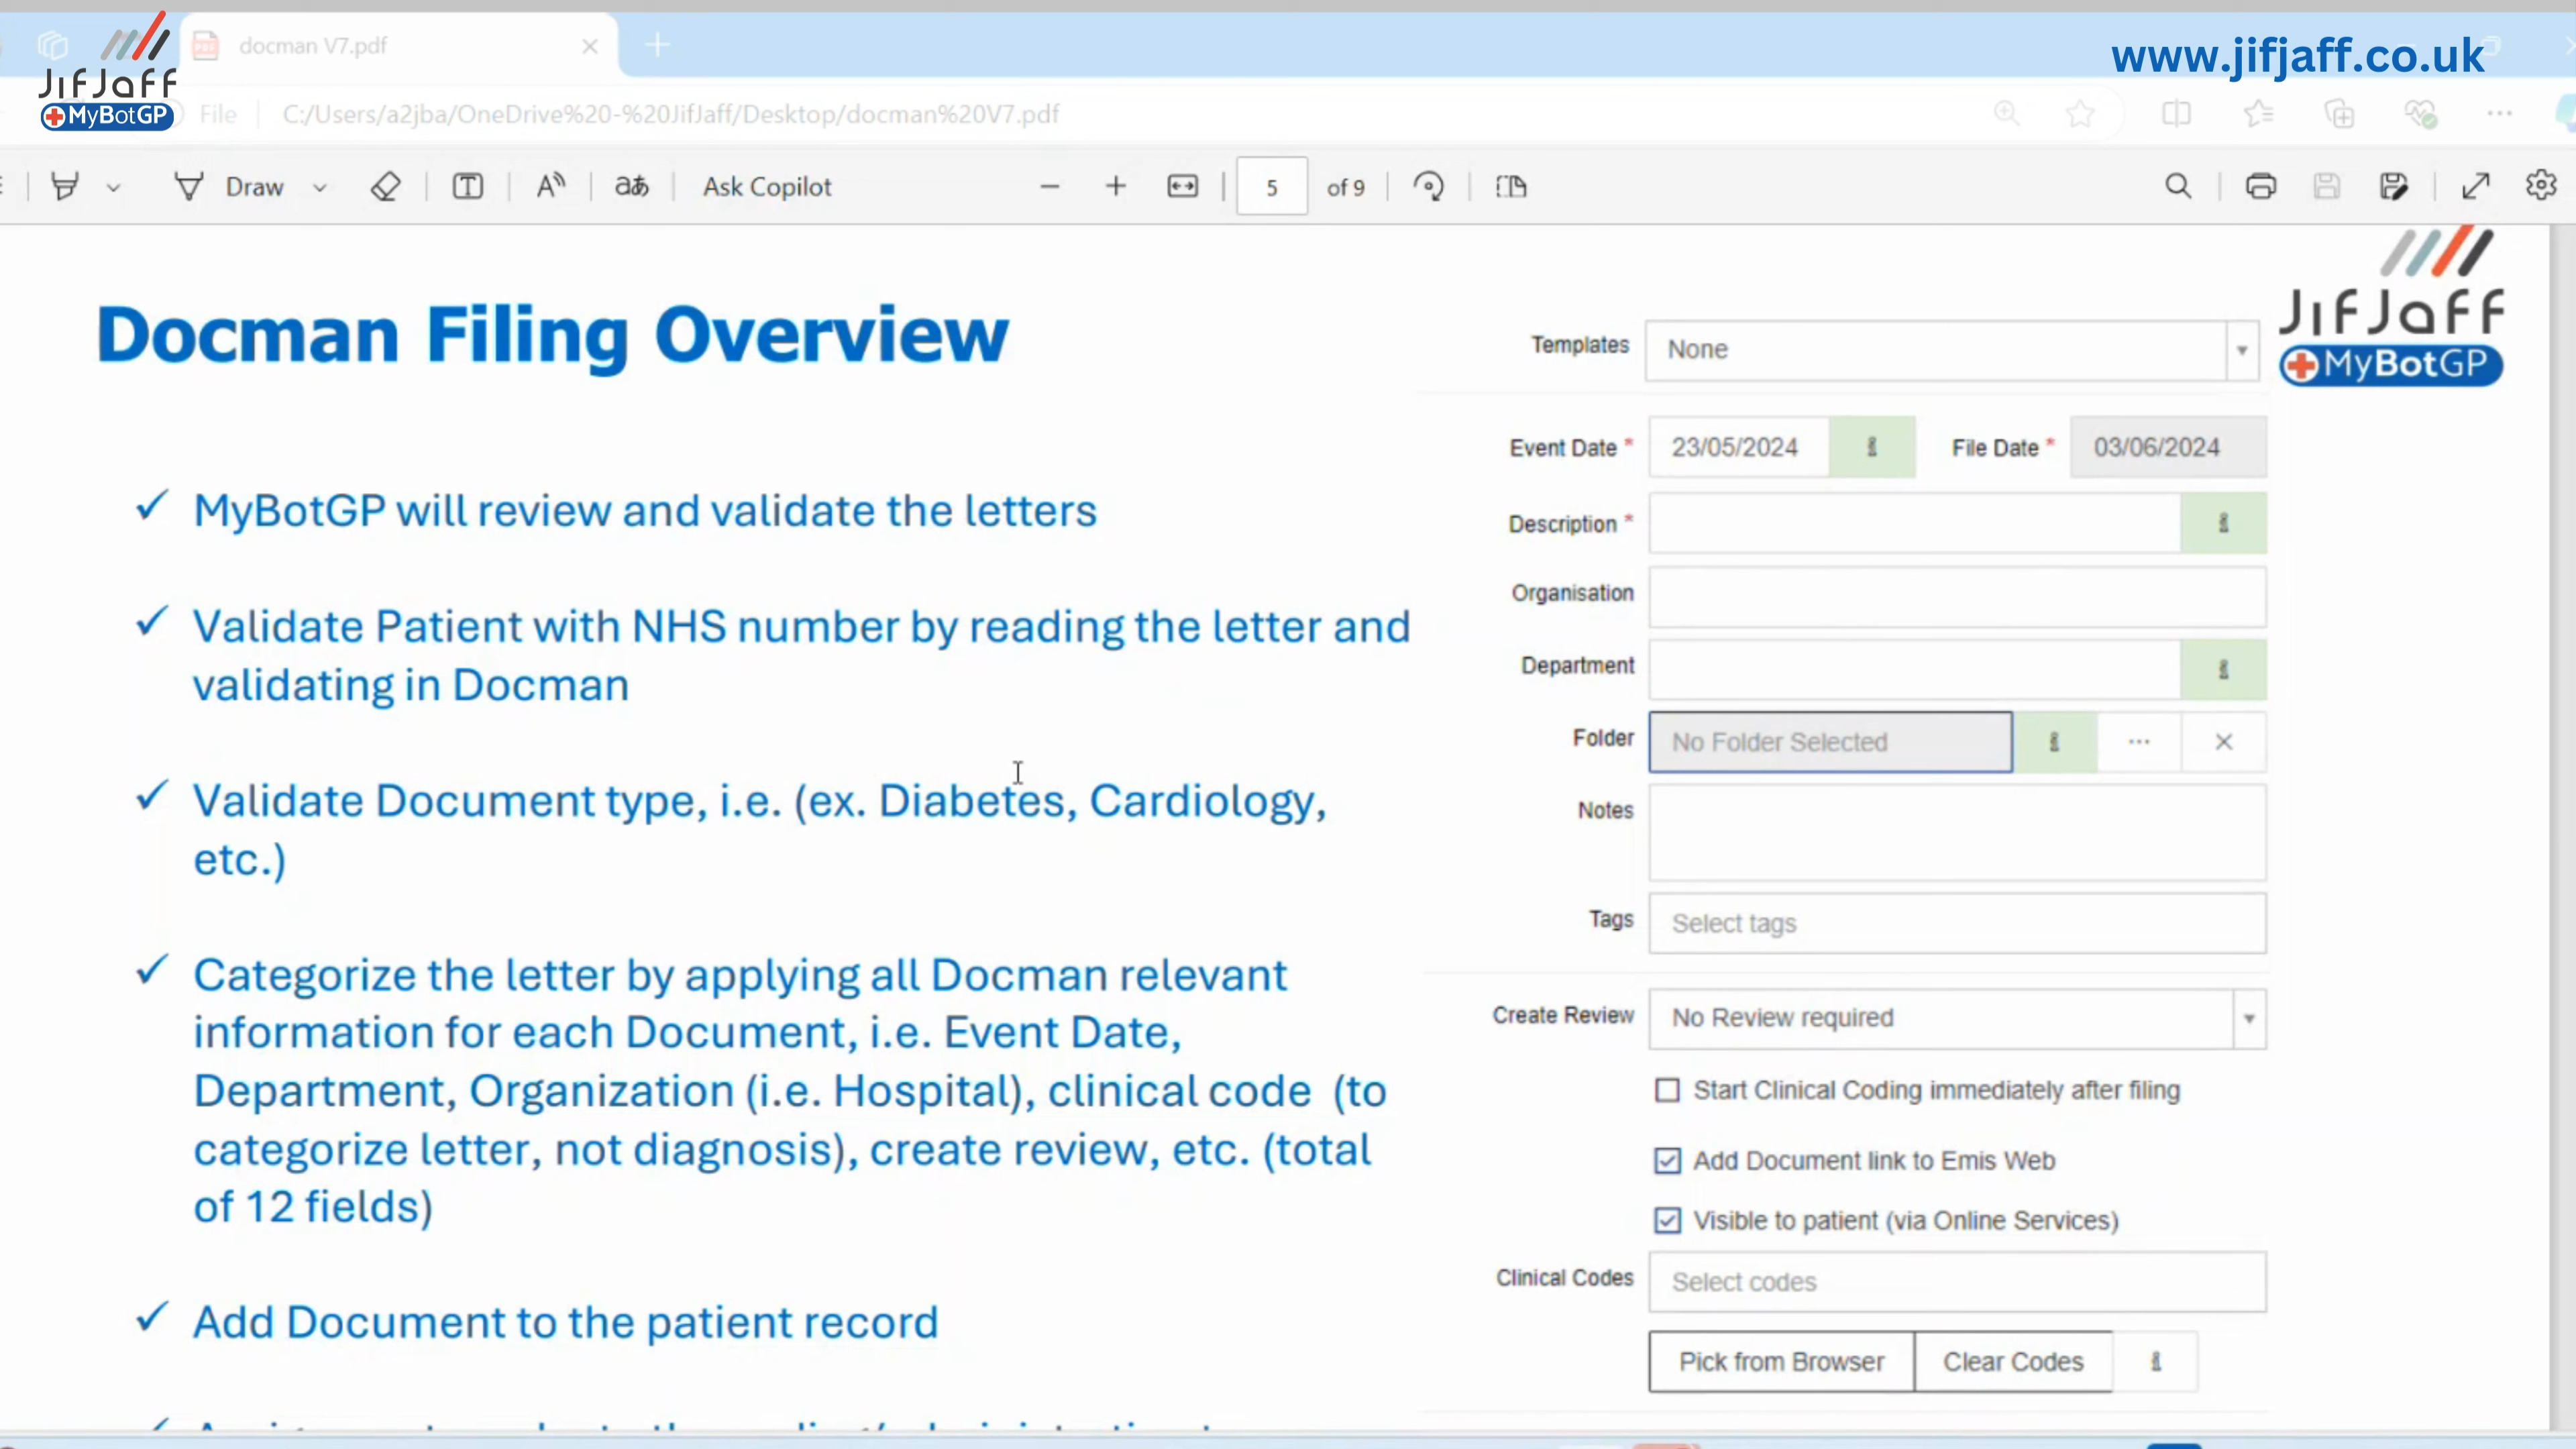 docman V7.pdf
JifJaff
MyBotGP
www.jifjaff.co.uk
File
C:/Users/a2jba/OneDrive%20-%20JifJaff/Desktop/docman%20V7.pdf
Draw
aあ
Ask Copilot
5 of 9
JifJaff
MyBotGP
Docman Filing Overview
✓ MyBotGP will review and validate the letters
✓ Validate Patient with NHS number by reading the letter and
validating in Docman
✓ Validate Document type, i.e. (ex. Diabetes, Cardiology,
etc.)
✓ Categorize the letter by applying all Docman relevant
information for each Document, i.e. Event Date,
Department, Organization (i.e. Hospital), clinical code (to
categorize letter, not diagnosis), create review, etc. (total
of 12 fields)
✓ Add Document to the patient record
Templates None
Event Date * 23/05/2024 File Date * 03/06/2024
Description *
Organisation
Department
Folder No Folder Selected
Notes
Tags Select tags
Create Review No Review required
Start Clinical Coding immediately after filing
Add Document link to Emis Web
Visible to patient (via Online Services)
Clinical Codes Select codes
Pick from Browser Clear Codes